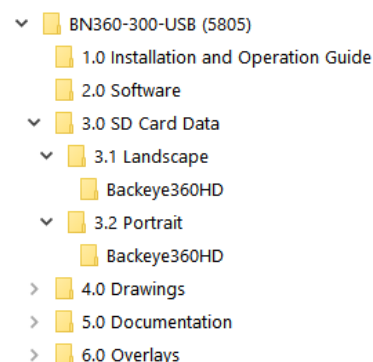 BN360-300-USB (5805)
1.0 Installation and Operation Guide
2.0 Software
3.0 SD Card Data
3.1 Landscape
Backeye360HD
3.2 Portrait
Backeye360HD
4.0 Drawings
5.0 Documentation
6.0 Overlays